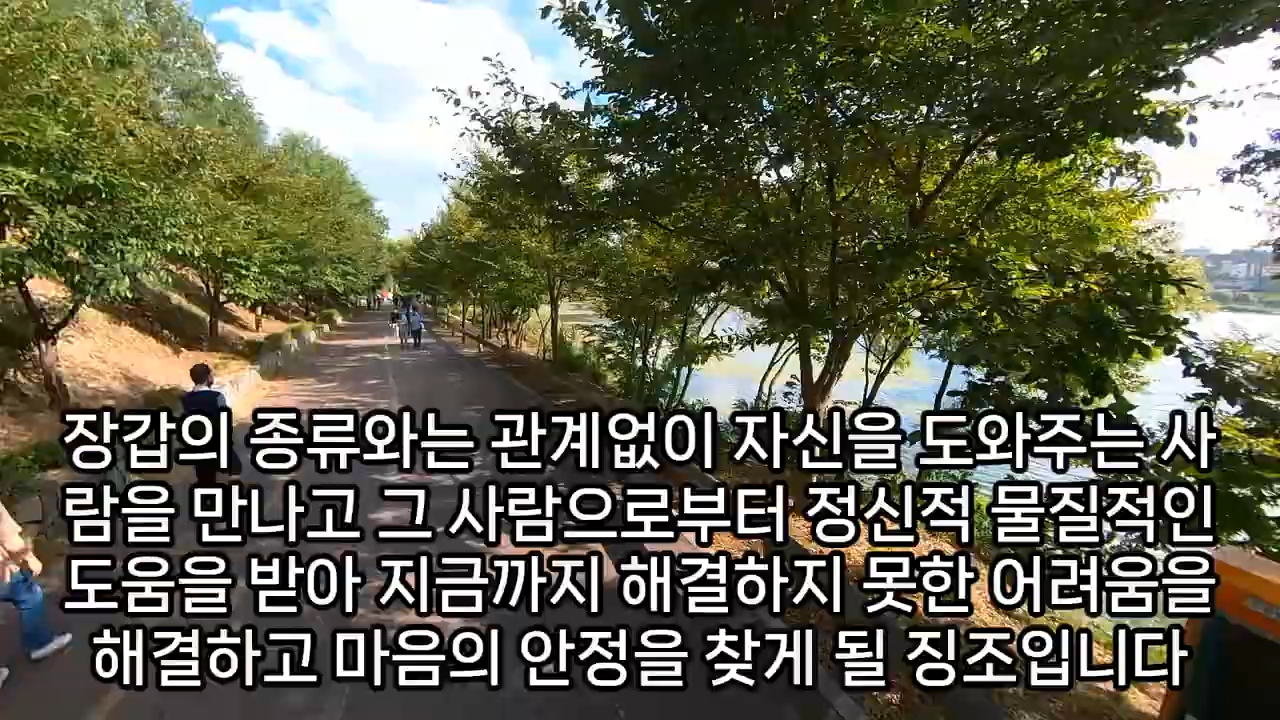 장갑의 종류와는 관계없이 자신을 도와주는 사
람을 만나고 그 사람으로부터 정신적 물질적인
도움을 받아 지금까지 해결하지 못한 어려움을
해결하고 마음의 안정을 찾게 될 징조입니다